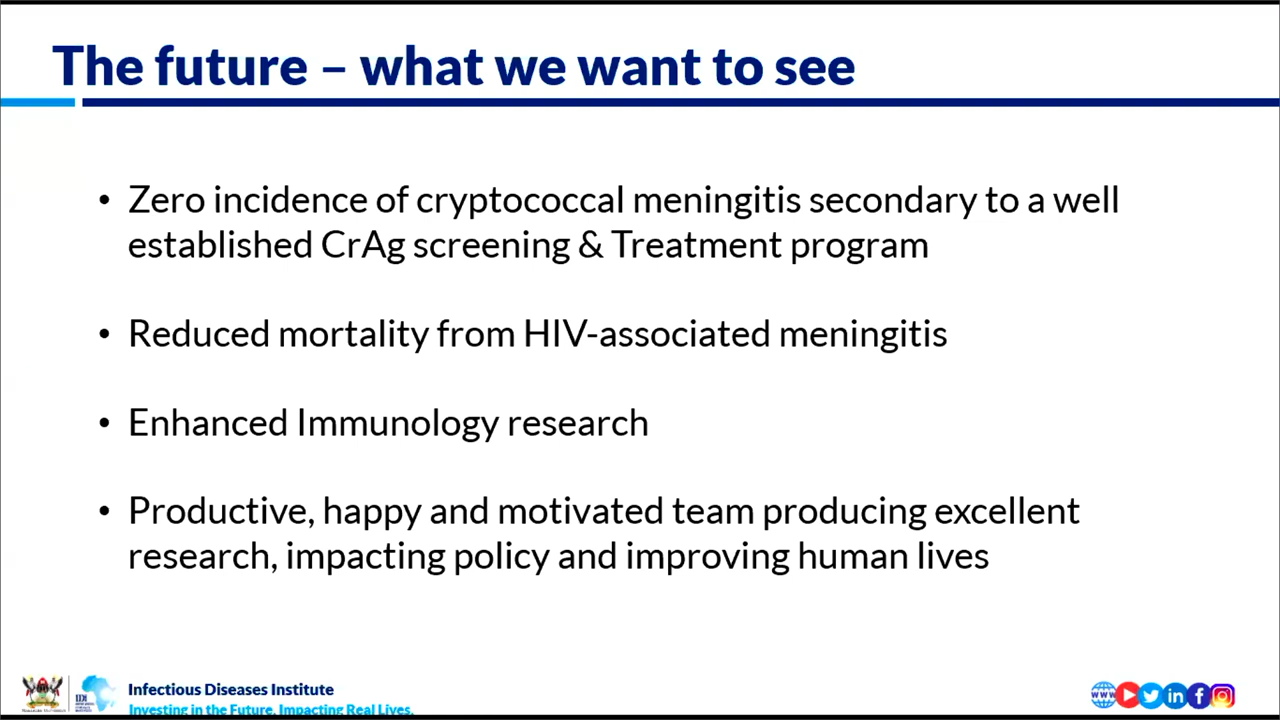 The future – what we want to see
• Zero incidence of cryptococcal meningitis secondary to a well
established CrAg screening & Treatment program
• Reduced mortality from HIV-associated meningitis
• Enhanced Immunology research
• Productive, happy and motivated team producing excellent
research, impacting policy and improving human lives
Infectious Diseases Institute
Investing in the Future. Impacting Real Lives.